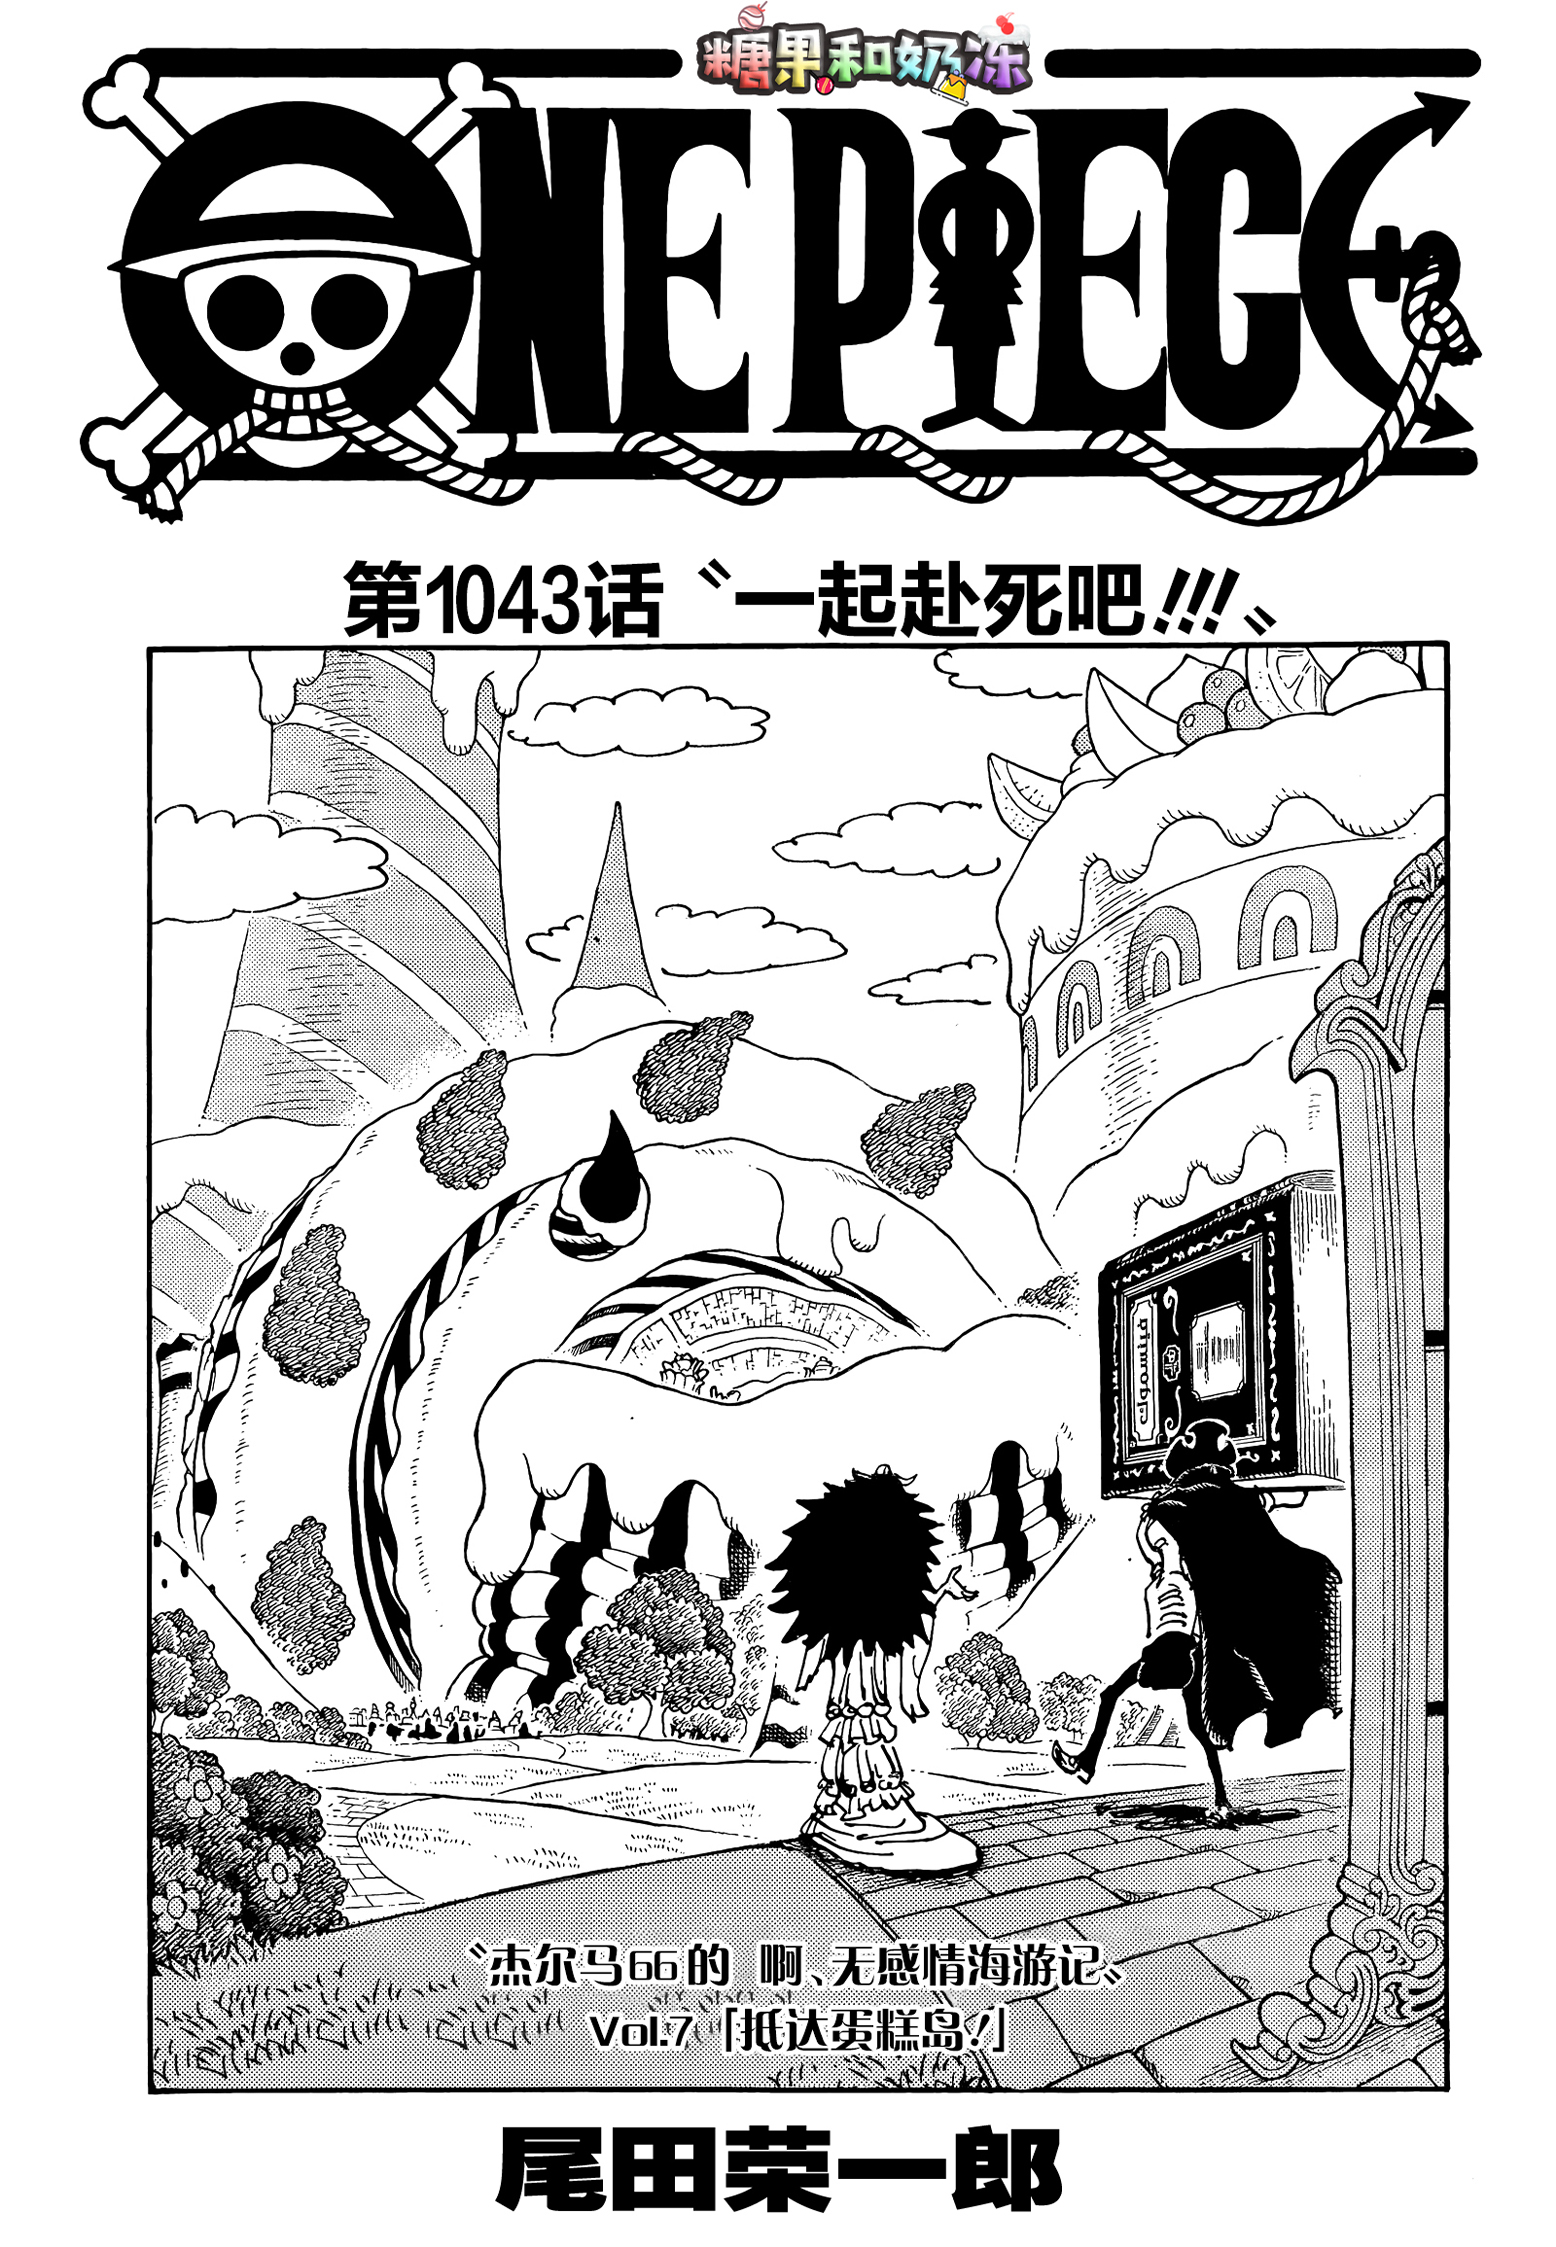 糖果和奶冻
ONE PIECE
第1043话〝一起赴死吧!!!〟
〝杰尔马66的 啊、无感情海游记〟
Vol.7「抵达蛋糕岛!」
尾田荣一郎